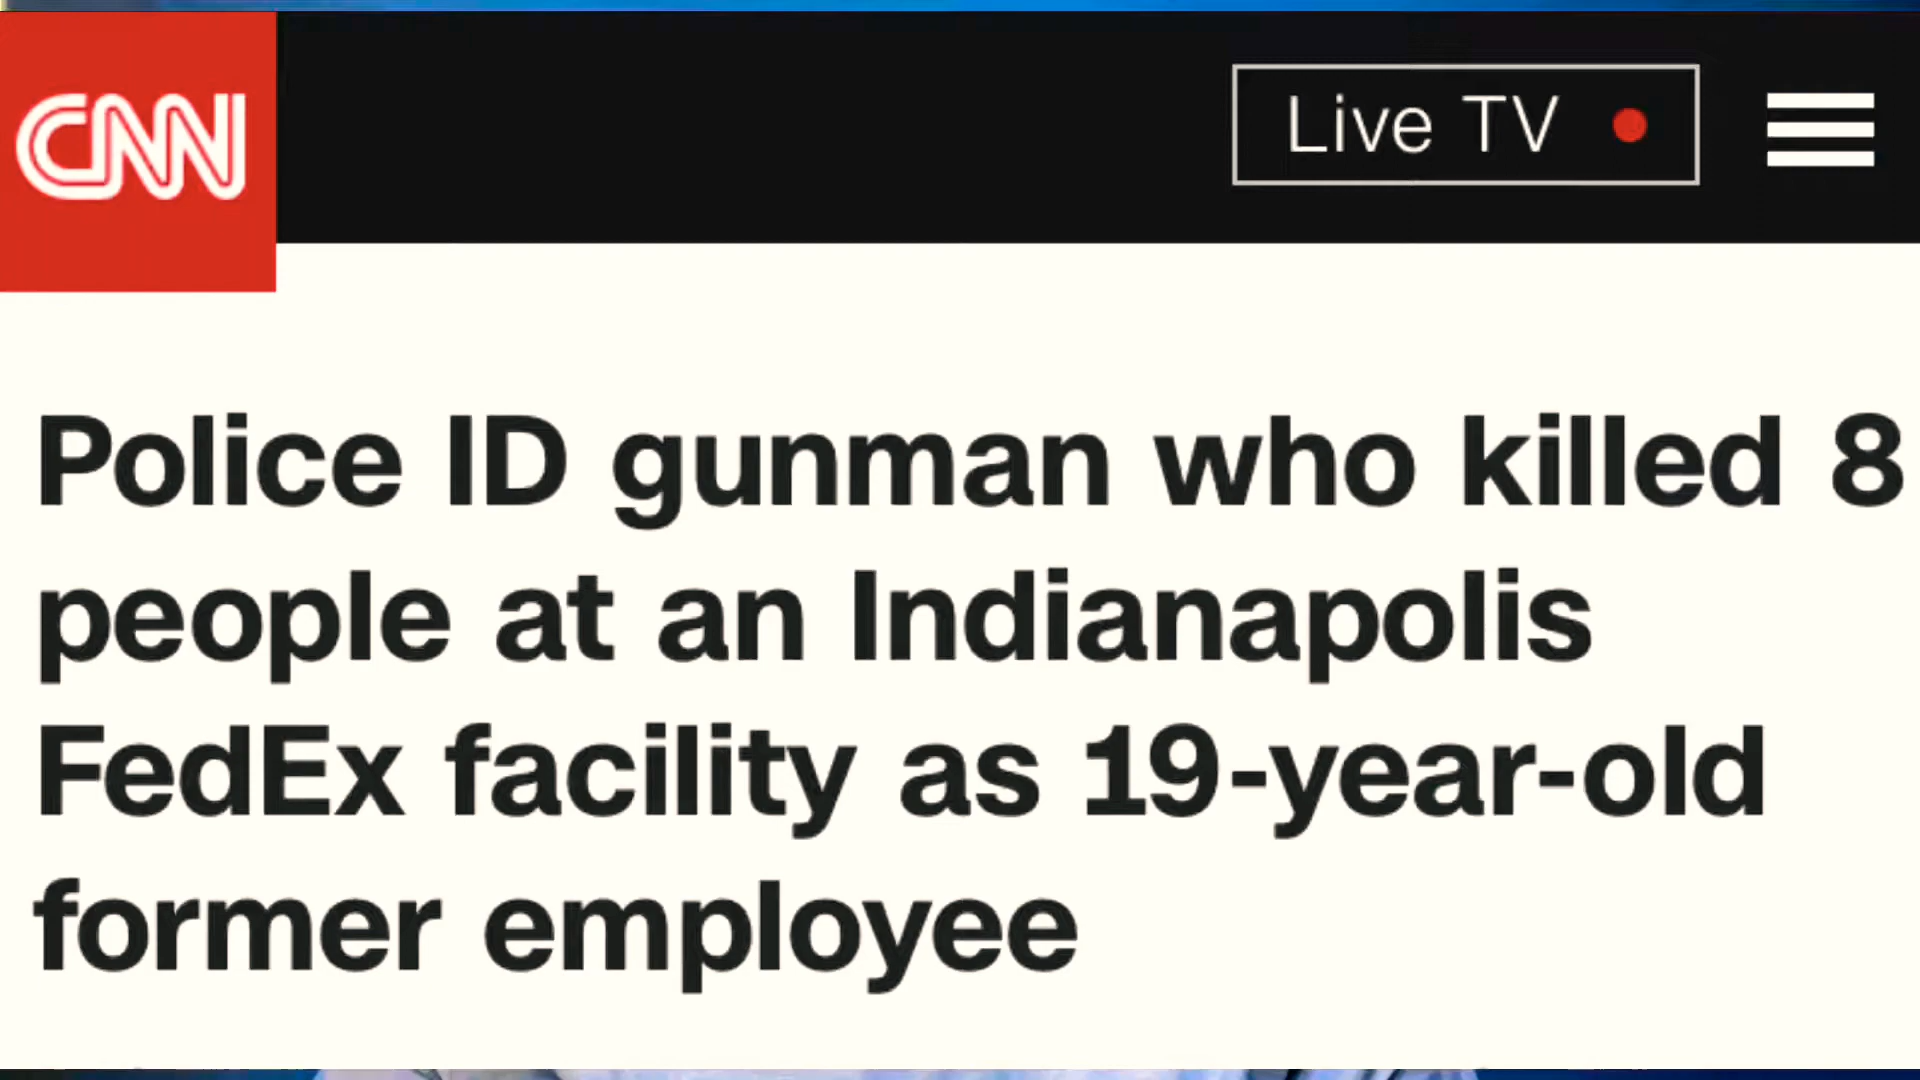 CNN
Live TV
Police ID gunman who killed 8
people at an Indianapolis
FedEx facility as 19-year-old
former employee